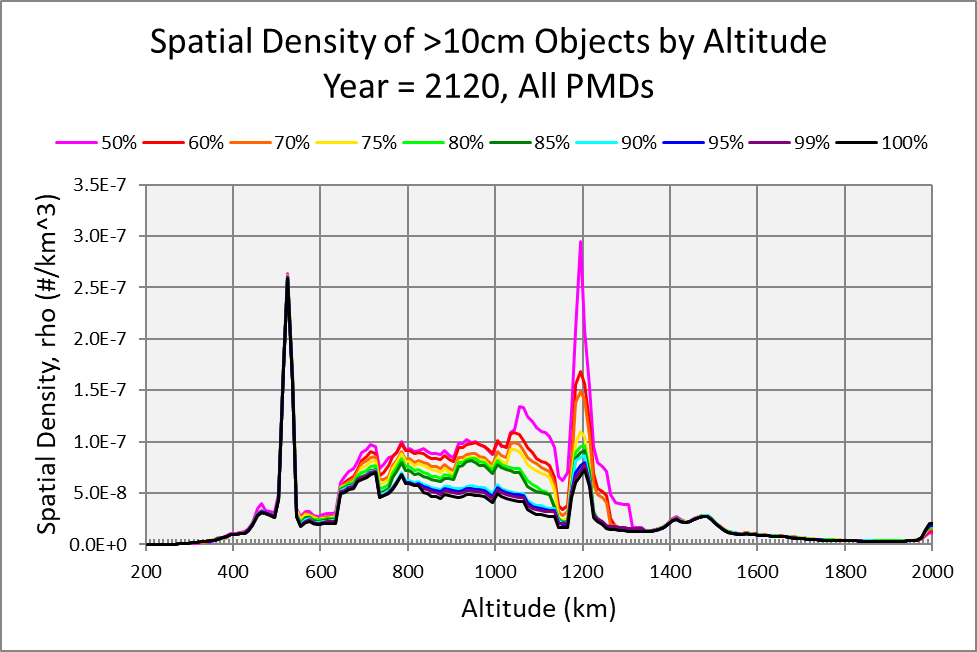 Spatial Density of >10cm Objects by Altitude
Year = 2120, All PMDs
50% 60% 70% 75% 80% 85% 90% 95% 99% 100%
3.5E-7
3.0E-7
2.5E-7
2.0E-7
1.5E-7
1.0E-7
5.0E-8
0.0E+0
Spatial Density, rho (#/km^3)
200 400 600 800 1000 1200 1400 1600 1800 2000
Altitude (km)